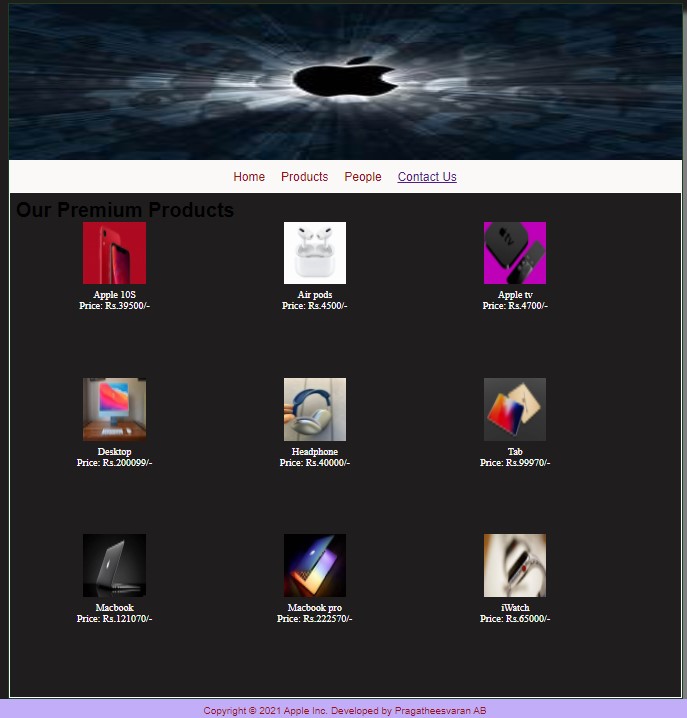 Home Products People Contact Us
Our Premium Products
Apple 10S
Price: Rs.39500/-
Air pods
Price: Rs.4500/-
tv
Apple tv
Price: Rs.4700/-
Desktop
Price: Rs.200099/-
Headphone
Price: Rs.40000/-
Tab
Price: Rs.99970/-
Macbook
Price: Rs.121070/-
Macbook pro
Price: Rs.222570/-
iWatch
Price: Rs.65000/-
Copyright © 2021 Apple Inc. Developed by Pragatheesvaran AB